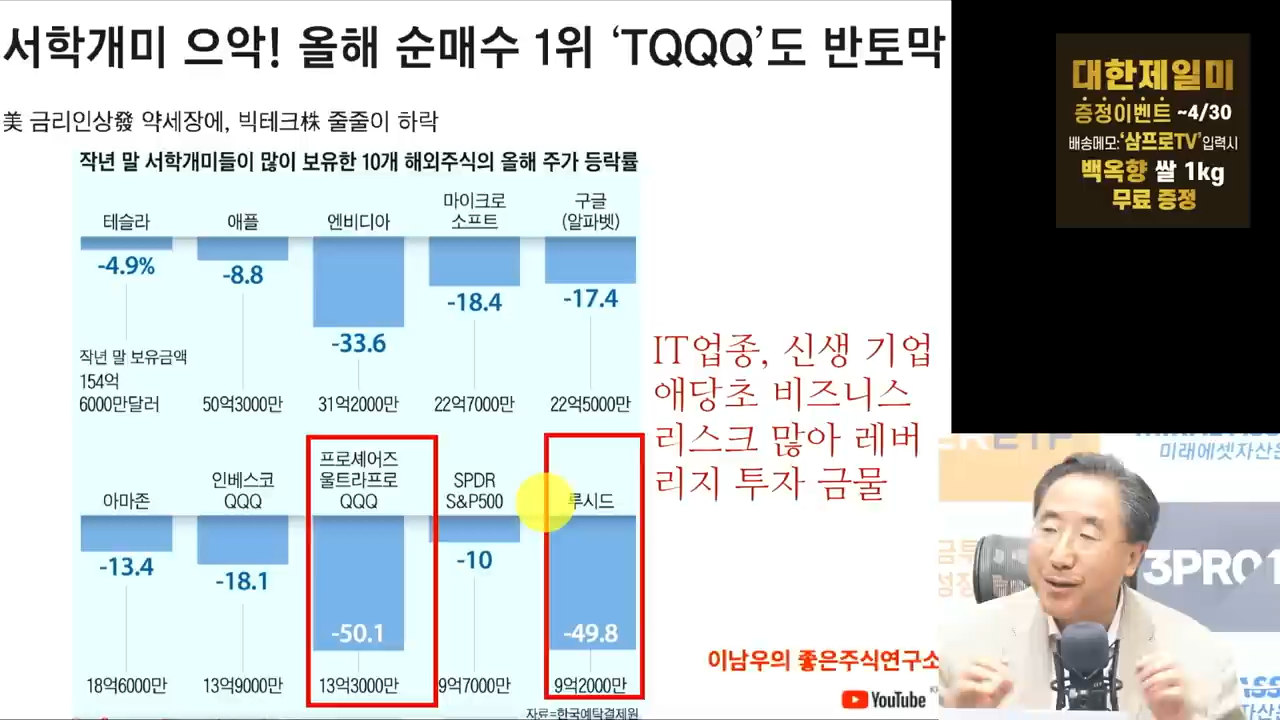 서학개미 으악! 올해 순매수 1위 ‘TQQQ’도 반토막
美 금리인상發 약세장에, 빅테크株 줄줄이 하락
작년 말 서학개미들이 많이 보유한 10개 해외주식의 올해 주가 등락률
테슬라
-4.9%
작년 말 보유금액
154억
6000만달러
애플
-8.8
50억3000만
엔비디아
-33.6
31억2000만
마이크로
소프트
-18.4
22억7000만
구글
(알파벳)
-17.4
22억5000만
아마존
-13.4
18억6000만
인베스코
QQQ
-18.1
13억9000만
프로셰어즈
울트라프로
QQQ
-50.1
13억3000만
SPDR
S&P500
-10
9억7000만
루시드
-49.8
9억2000만
자료=한국예탁결제원
IT업종, 신생 기업
애당초 비즈니스
리스크 많아 레버
리지 투자 금물
이남우의 좋은주식연구소
YouTube
대한제일미
증정이벤트 ~4/30
배송메모:‘삼프로TV’입력시
백옥향 쌀 1kg
무료 증정
ETF
미래에셋자산
금투
성장
3PRO
자산운